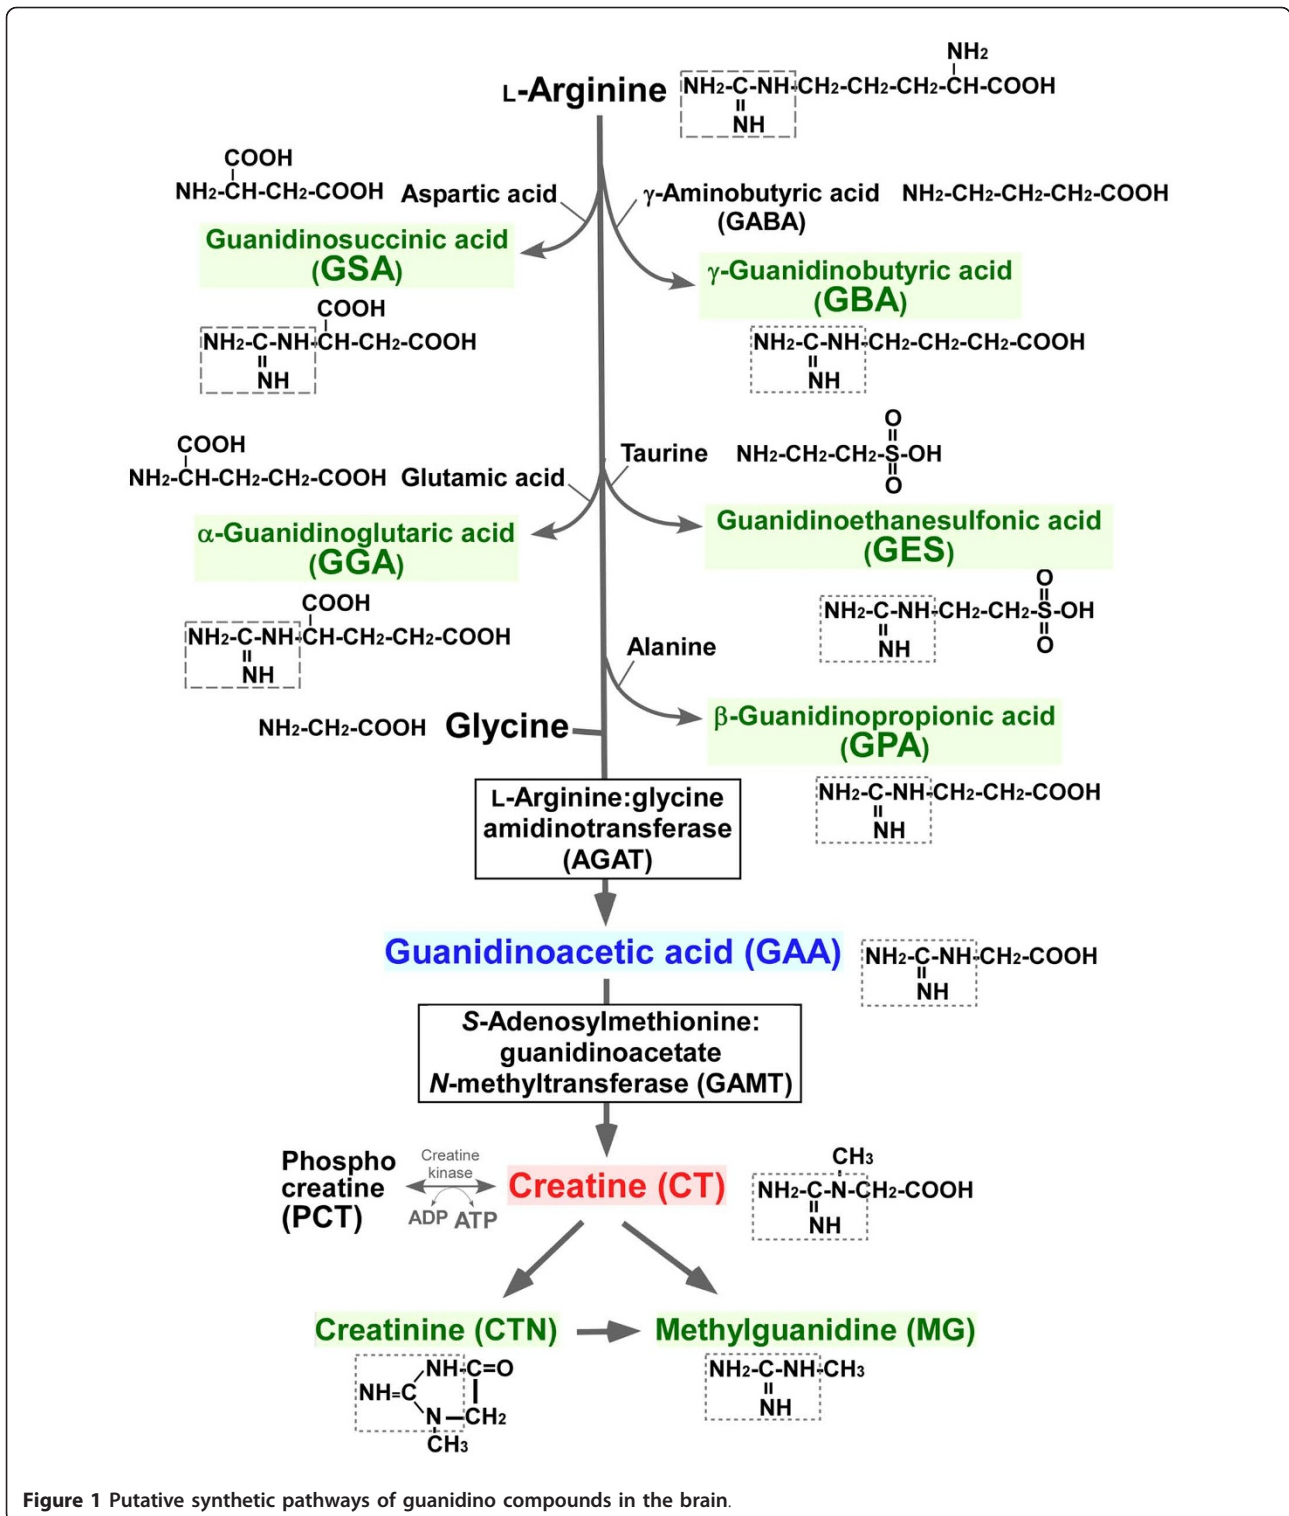 L-Arginine
NH2
NH2-C-NH-CH2-CH2-CH2-CH-COOH
NH
COOH
NH2-CH-CH2-COOH
Aspartic acid
γ-Aminobutyric acid
(GABA)
NH2-CH2-CH2-CH2-COOH
Guanidinosuccinic acid
(GSA)
COOH
NH2-C-NH-CH-CH2-COOH
NH
γ-Guanidinobutyric acid
(GBA)
NH2-C-NH-CH2-CH2-CH2-COOH
NH
COOH
NH2-CH-CH2-CH2-COOH
Glutamic acid
Taurine
O
NH2-CH2-CH2-S-OH
O
α-Guanidinoglutaric acid
(GGA)
COOH
NH2-C-NH-CH-CH2-CH2-COOH
NH
Guanidinoethanesulfonic acid
(GES)
O
NH2-C-NH-CH2-CH2-S-OH
NH
O
Alanine
NH2-CH2-COOH
Glycine
β-Guanidinopropionic acid
(GPA)
NH2-C-NH-CH2-CH2-COOH
NH
L-Arginine:glycine
amidinotransferase
(AGAT)
Guanidinoacetic acid (GAA)
NH2-C-NH-CH2-COOH
NH
S-Adenosylmethionine:
guanidinoacetate
N-methyltransferase (GAMT)
Phospho
creatine
(PCT)
Creatine
kinase
ADP
ATP
Creatine (CT)
CH3
NH2-C-N-CH2-COOH
NH
Creatinine (CTN)
NH-C=O
NH=C
N-CH2
CH3
Methylguanidine (MG)
NH2-C-NH-CH3
NH
Figure 1 Putative synthetic pathways of guanidino compounds in the brain.